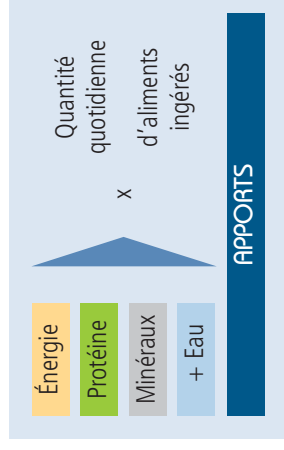 Énergie
Protéine
Minéraux
+ Eau
x
Quantité
quotidienne
d'aliments
ingérés
APPORTS